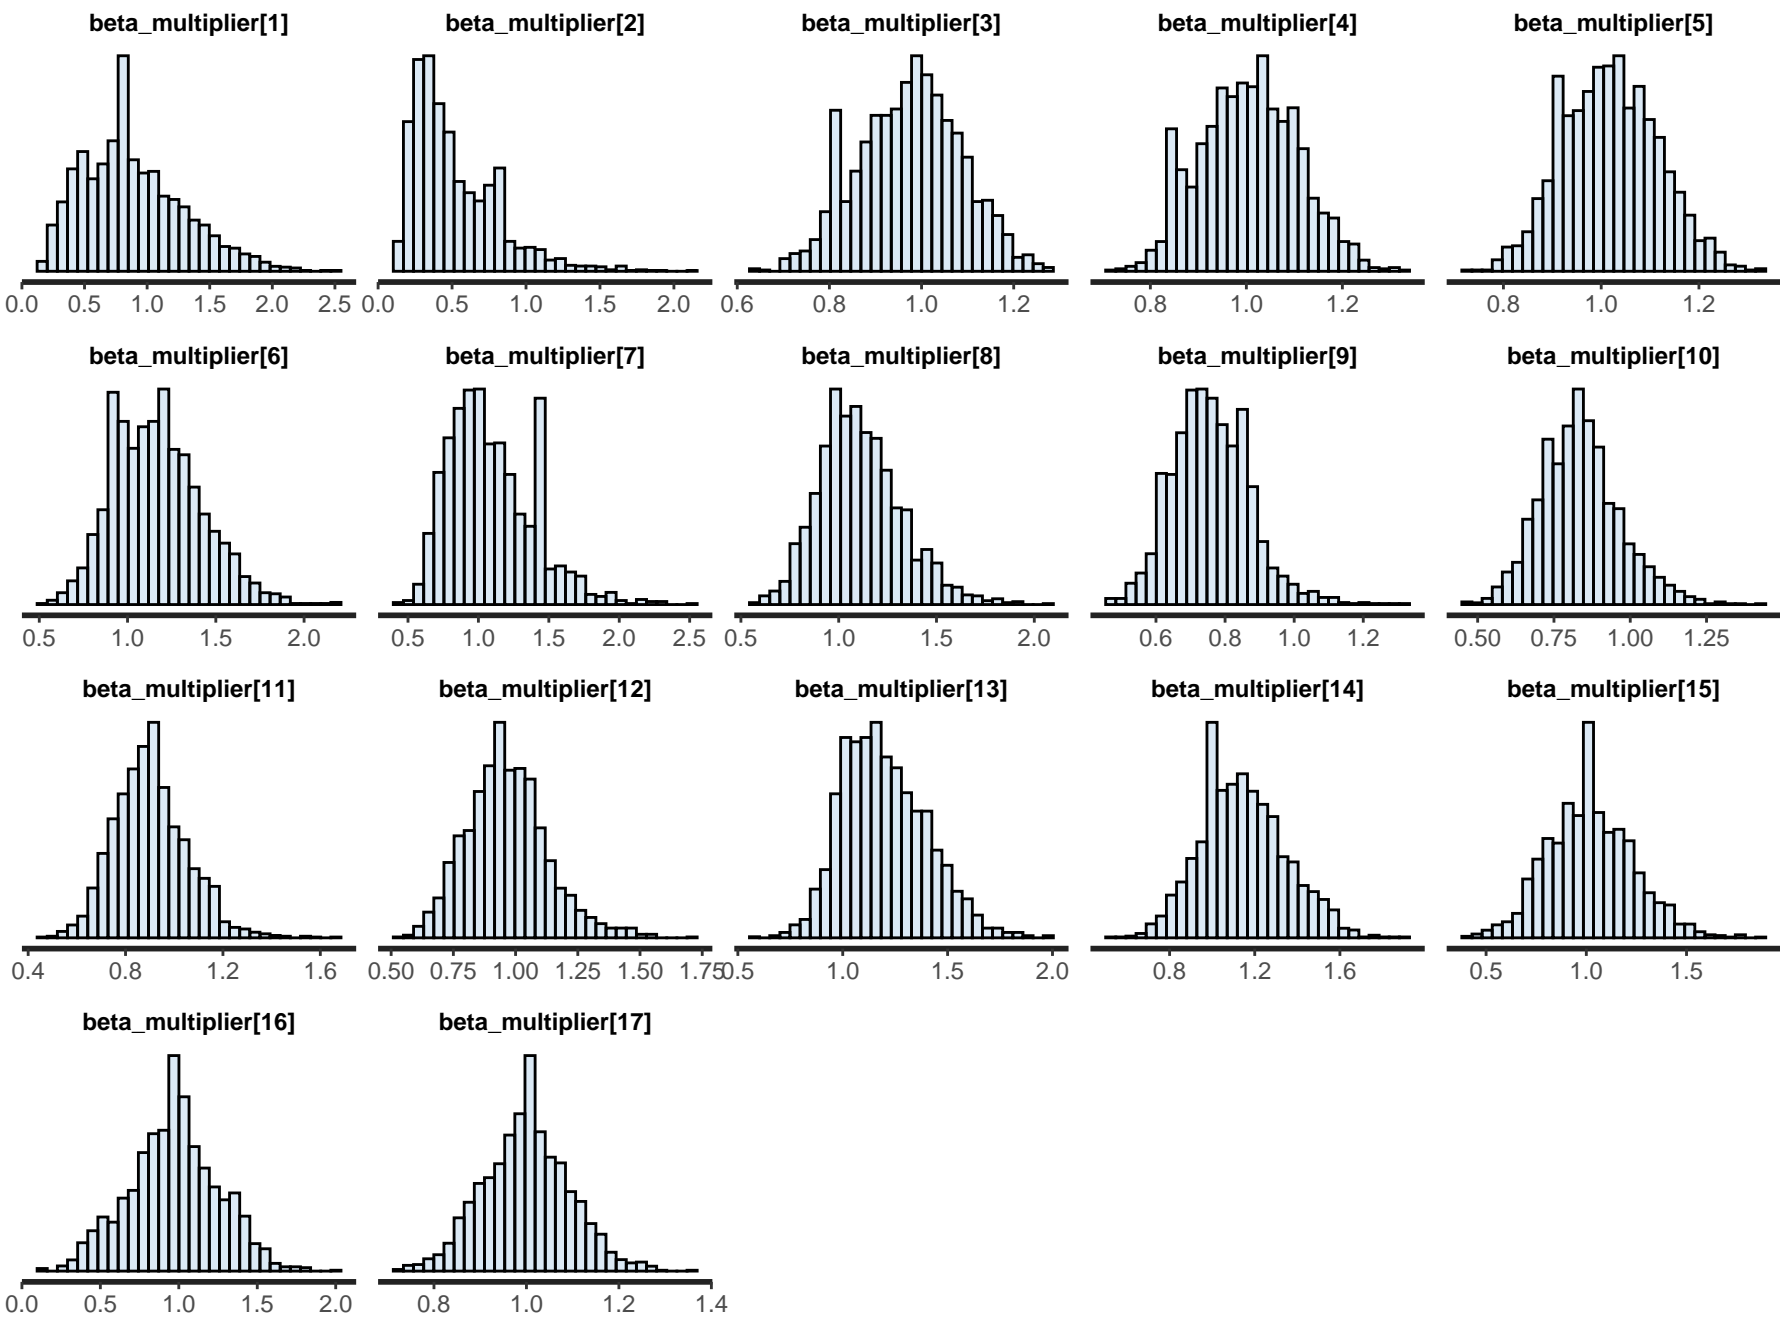 beta_multiplier[1] beta_multiplier[2] beta_multiplier[3] beta_multiplier[4] beta_multiplier[5]
0.0 0.5 1.0 1.5 2.0 2.5 0.0 0.5 1.0 1.5 2.0 0.6 0.8 1.0 1.2 0.8 1.0 1.2 0.8 1.0 1.2
beta_multiplier[6] beta_multiplier[7] beta_multiplier[8] beta_multiplier[9] beta_multiplier[10]
0.5 1.0 1.5 2.0 0.5 1.0 1.5 2.0 2.5 0.5 1.0 1.5 2.0 0.6 0.8 1.0 1.2 0.50 0.75 1.00 1.25
beta_multiplier[11] beta_multiplier[12] beta_multiplier[13] beta_multiplier[14] beta_multiplier[15]
0.4 0.8 1.2 1.6 0.50 0.75 1.00 1.25 1.50 1.75 0.5 1.0 1.5 2.0 0.8 1.2 1.6 0.5 1.0 1.5
beta_multiplier[16] beta_multiplier[17]
0.0 0.5 1.0 1.5 2.0 0.8 1.0 1.2 1.4